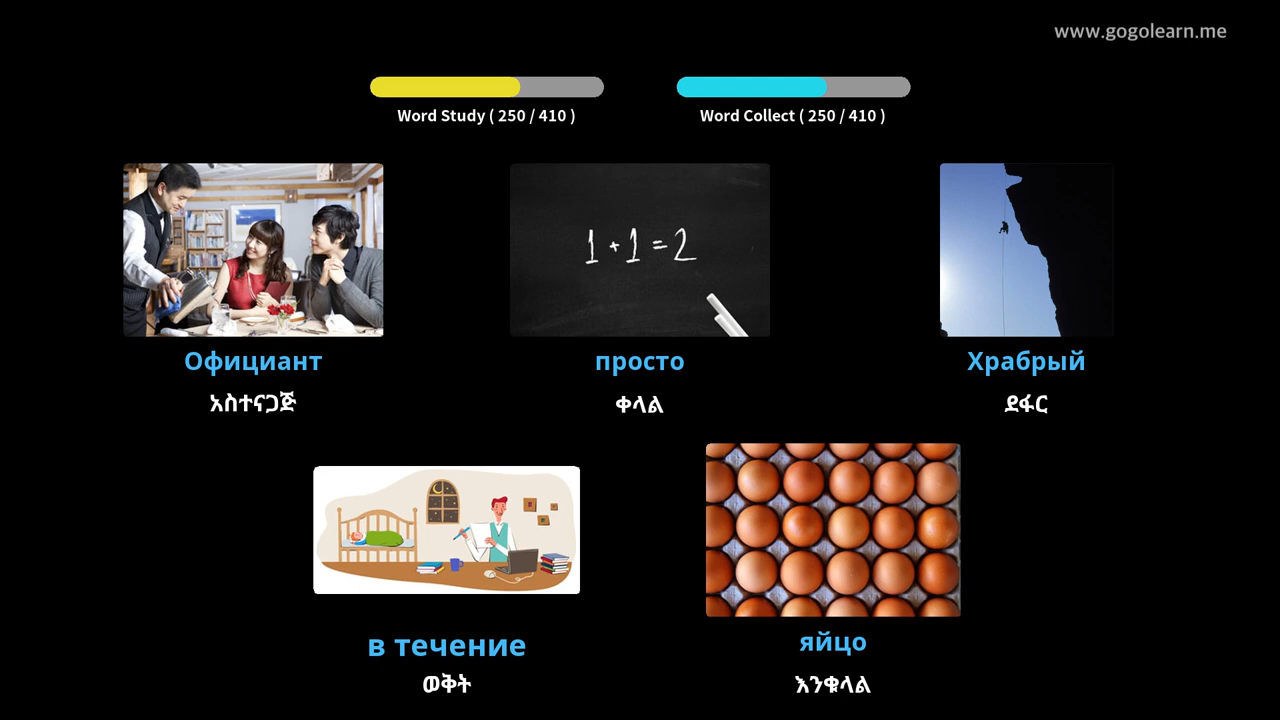 www.gogolearn.me
Word Study ( 250 / 410 )
Word Collect ( 250 / 410 )
1 + 1 = 2
Официант
просто
Храбрый
አስተናጋጅ
ቀላል
ደፋር
в течение
яйцо
ወቅት
እንቁላል